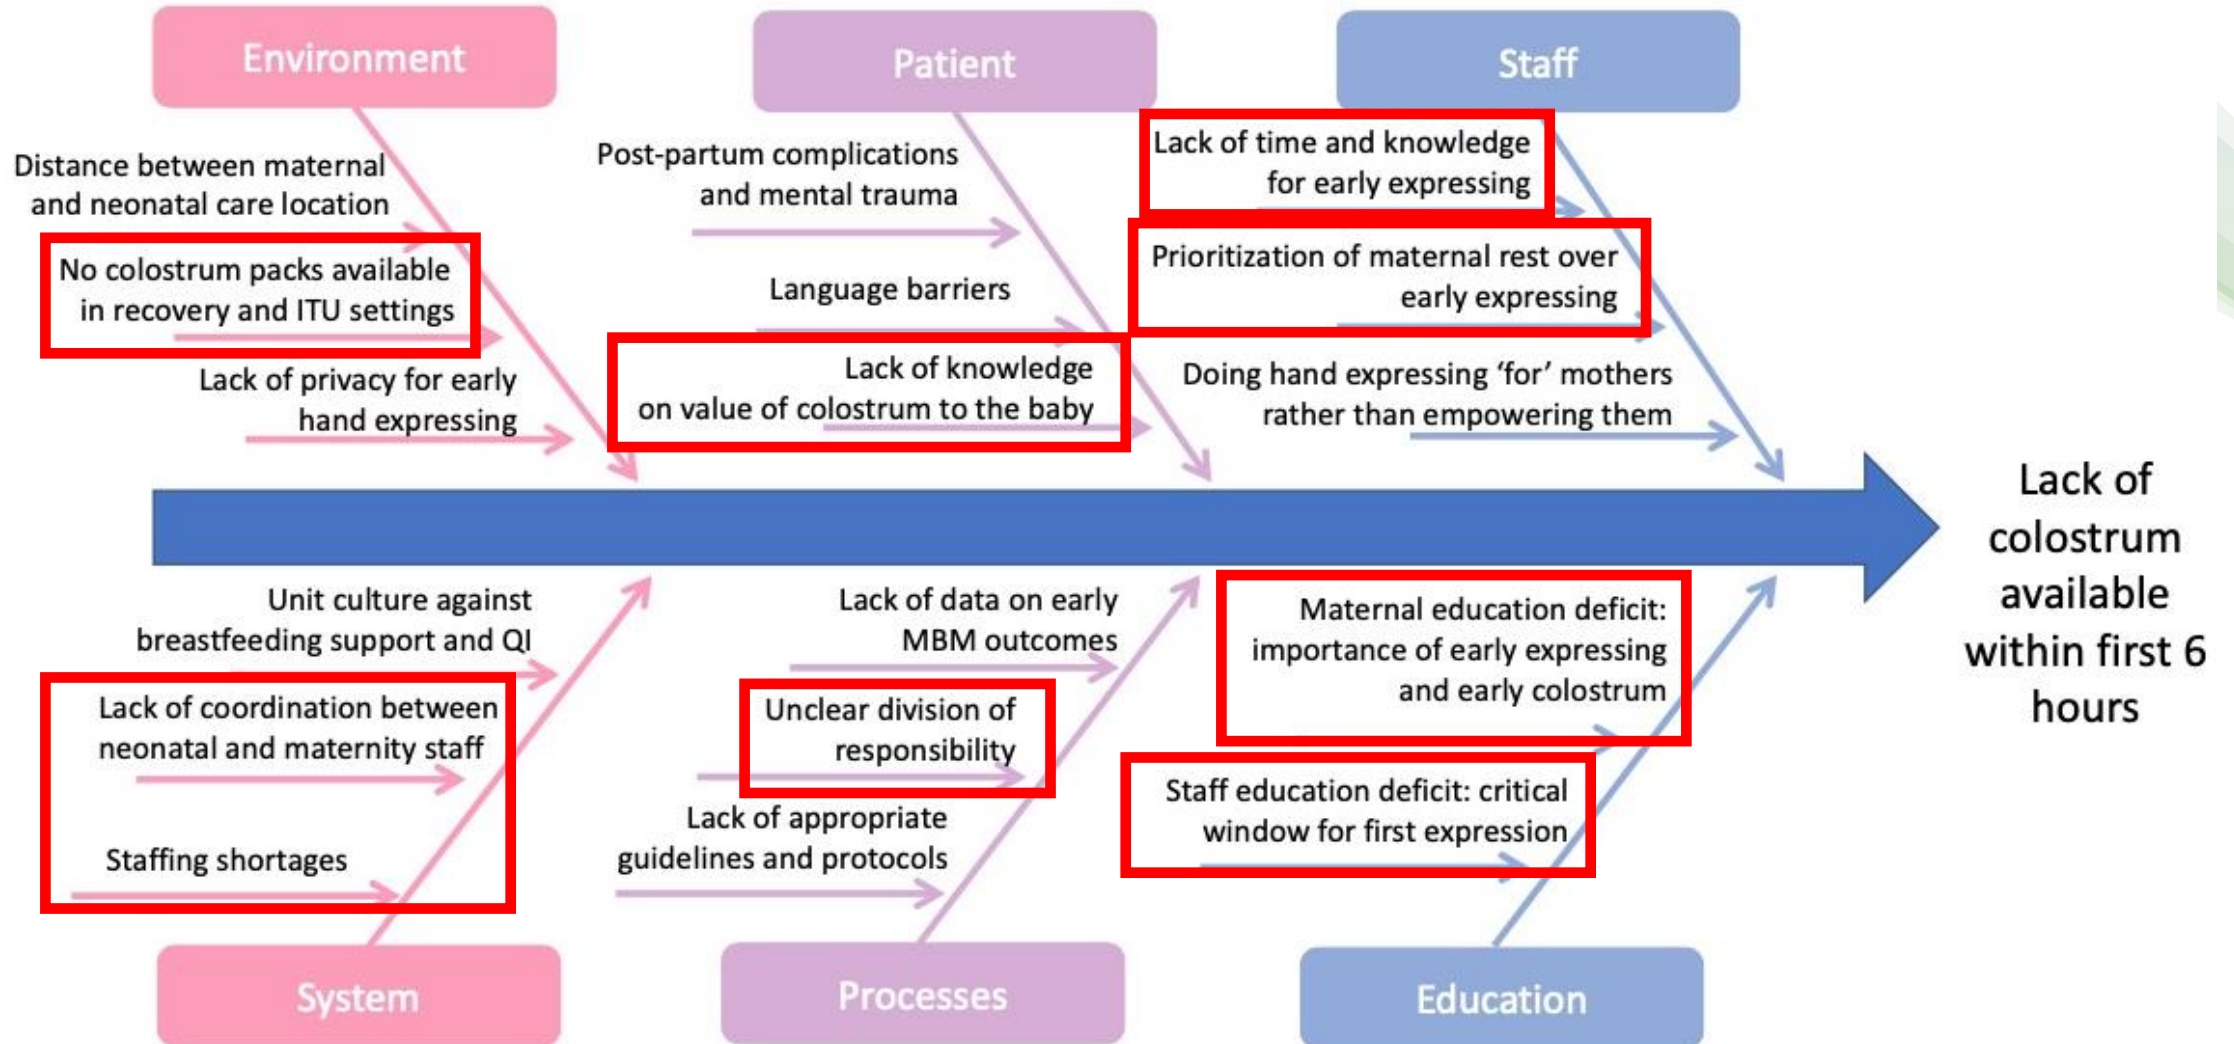 Environment
Patient
Staff
Distance between maternal
and neonatal care location
No colostrum packs available
in recovery and ITU settings
Lack of privacy for early
hand expressing
Post-partum complications
and mental trauma
Language barriers
Lack of knowledge
on value of colostrum to the baby
Lack of time and knowledge
for early expressing
Prioritization of maternal rest over
early expressing
Doing hand expressing ‘for’ mothers
rather than empowering them
Lack of
colostrum
available
within first 6
hours
Unit culture against
breastfeeding support and QI
Lack of coordination between
neonatal and maternity staff
Staffing shortages
Lack of data on early
MBM outcomes
Unclear division of
responsibility
Lack of appropriate
guidelines and protocols
Maternal education deficit:
importance of early expressing
and early colostrum
Staff education deficit: critical
window for first expression
System
Processes
Education